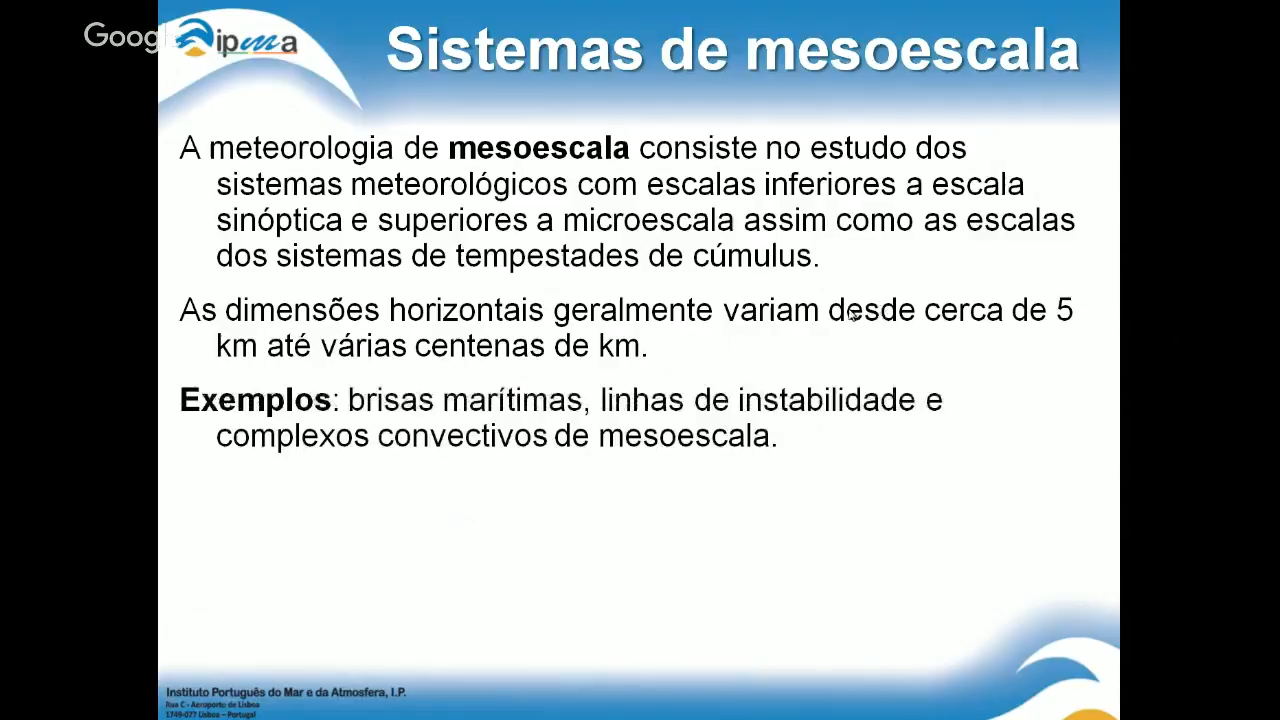 Google
ipma
Sistemas de mesoescala
A meteorologia de mesoescala consiste no estudo dos
sistemas meteorológicos com escalas inferiores a escala
sinóptica e superiores a microescala assim como as escalas
dos sistemas de tempestades de cúmulus.
As dimensões horizontais geralmente variam desde cerca de 5
km até várias centenas de km.
Exemplos: brisas marítimas, linhas de instabilidade e
complexos convectivos de mesoescala.
Instituto Português do Mar e da Atmosfera, I.P.
Rua C - Aeroporto de Lisboa
1749-077 Lisboa – Portugal